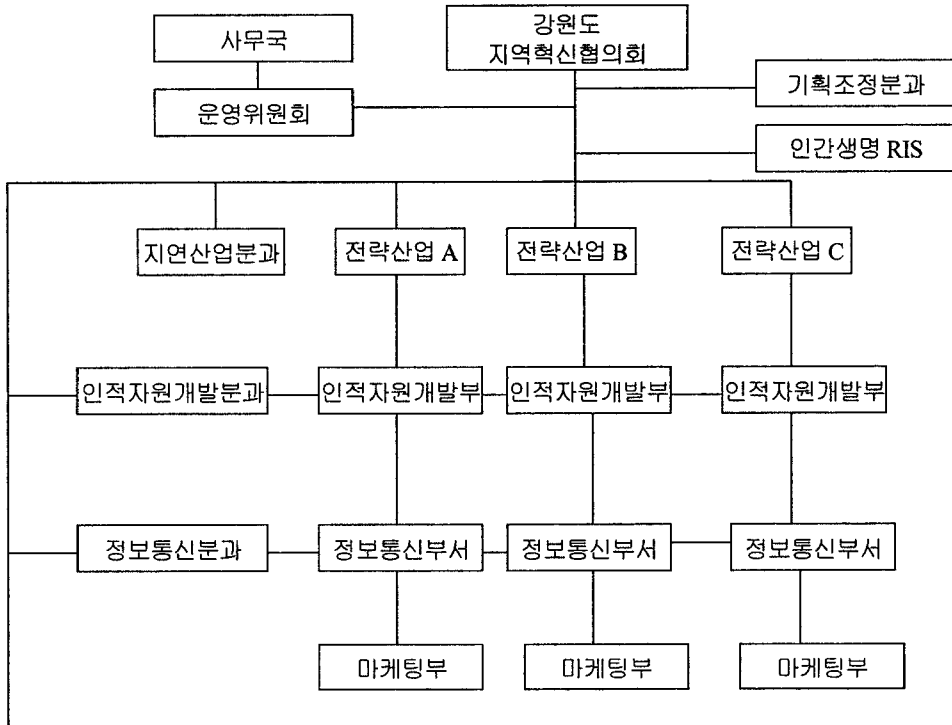 사무국
강원도
지역혁신협의회
운영위원회
기획조정분과
인간생명 RIS
지연산업분과
전략산업 A
전략산업 B
전략산업 C
인적자원개발분과
인적자원개발부
인적자원개발부
인적자원개발부
정보통신분과
정보통신부서
정보통신부서
정보통신부서
마케팅부
마케팅부
마케팅부